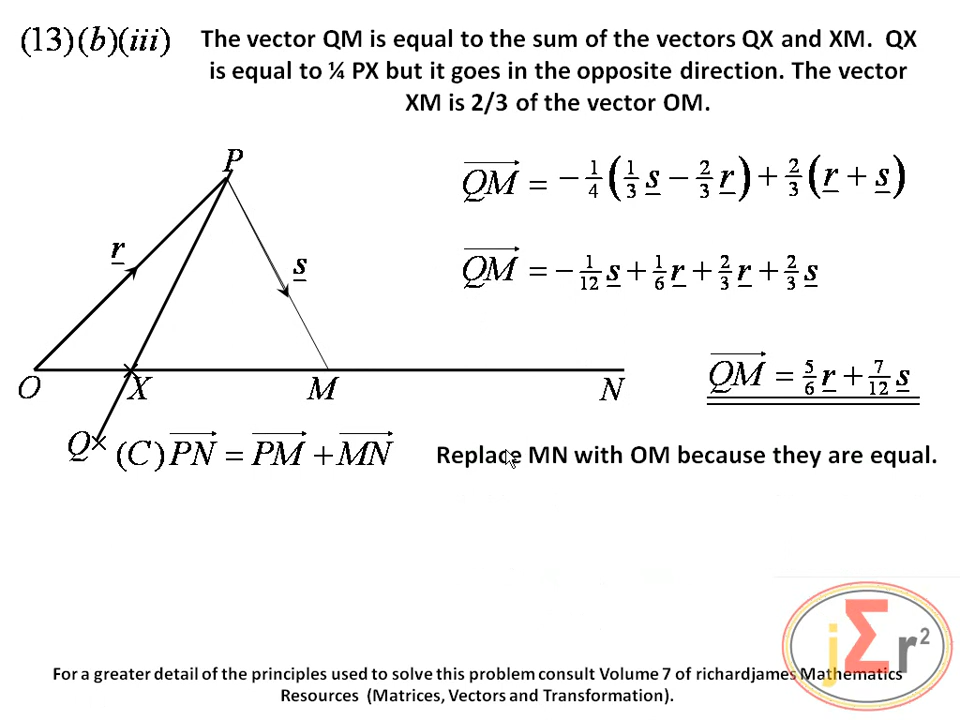 (13)(b)(iii) The vector QM is equal to the sum of the vectors QX and XM. QX
is equal to ¼ PX but it goes in the opposite direction. The vector
XM is 2/3 of the vector OM.
P
r
s
O X M N
Q
QM = -1/4(1/3 s - 2/3 r) + 2/3(r + s)
QM = -1/12 s + 1/6 r + 2/3 r + 2/3 s
QM = 5/6 r + 7/12 s
(C) PN = PM + MN Replace MN with OM because they are equal.
jΣr²
For a greater detail of the principles used to solve this problem consult Volume 7 of richardjames Mathematics
Resources (Matrices, Vectors and Transformation).